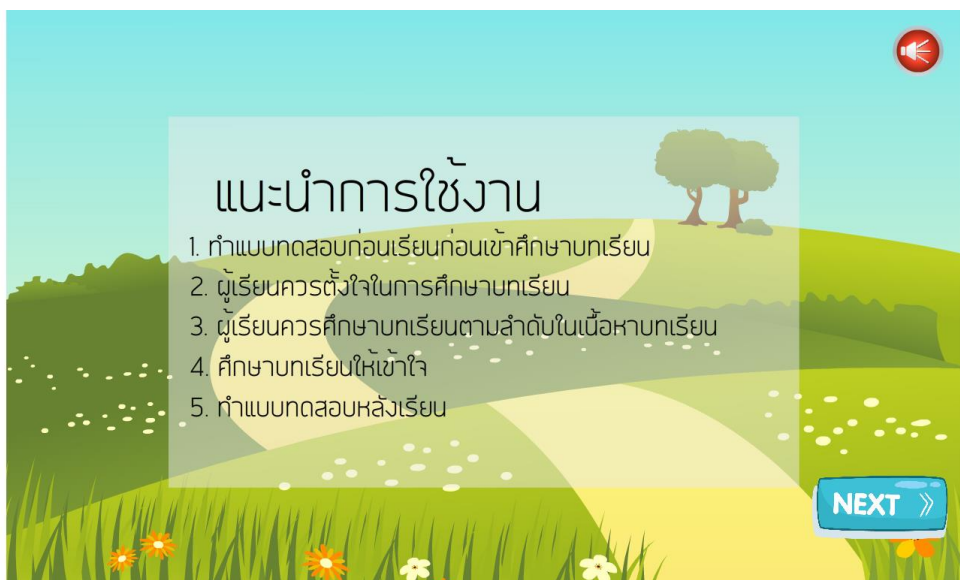 แนะนำการใช้งาน
1. ทำแบบทดสอบก่อนเรียนก่อนเข้าศึกษาบทเรียน
2. ผู้เรียนควรตั้งใจในการศึกษาบทเรียน
3. ผู้เรียนควรศึกษาบทเรียนตามลำดับในเนื้อหาบทเรียน
4. ศึกษาบทเรียนให้เข้าใจ
5. ทำแบบทดสอบหลังเรียน
NEXT